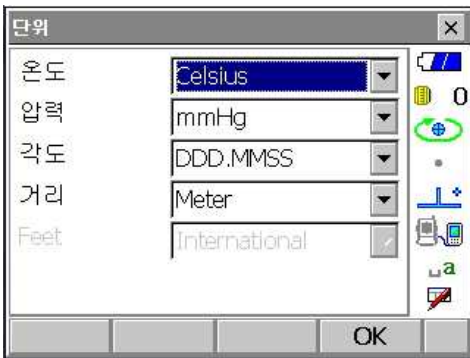 단위
온도 Celsius
압력 mmHg
각도 DDD.MMSS
거리 Meter
Feet International
0
a
OK